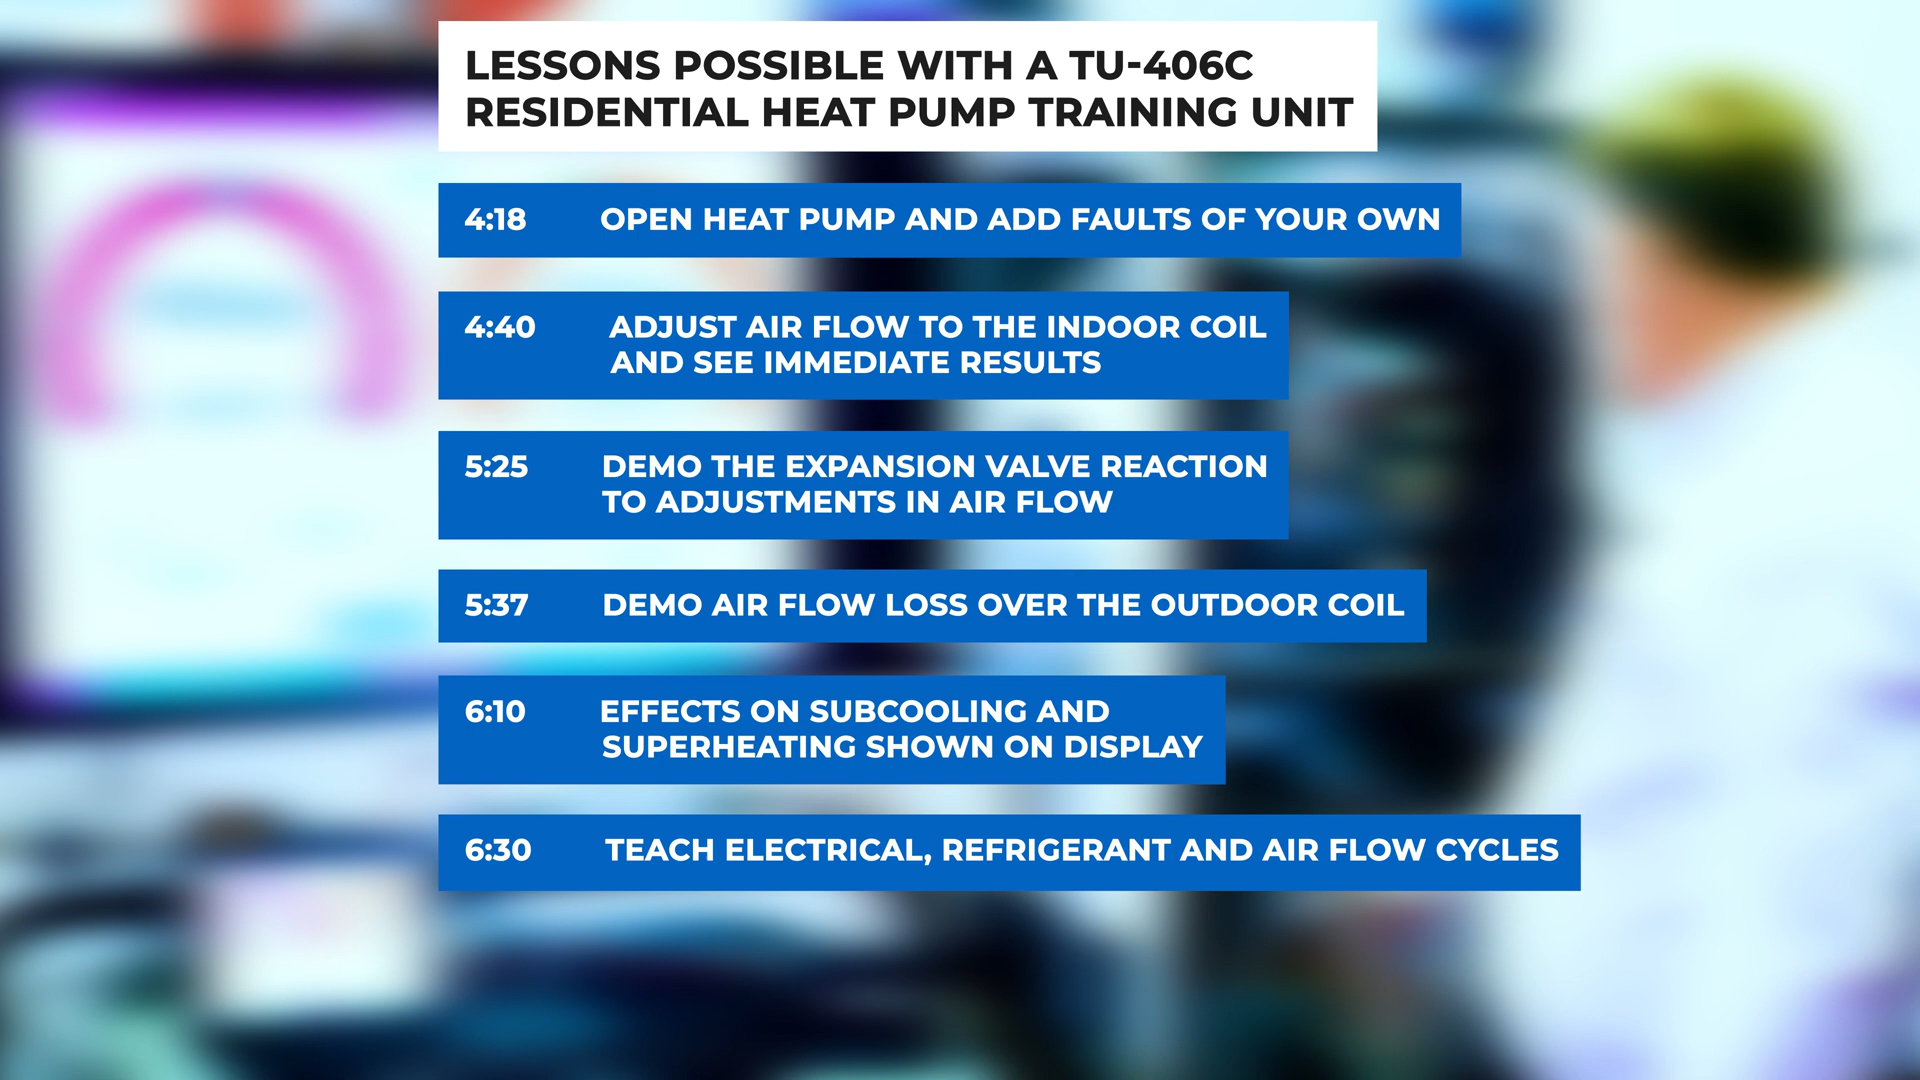 LESSONS POSSIBLE WITH A TU-406C
RESIDENTIAL HEAT PUMP TRAINING UNIT
4:18 OPEN HEAT PUMP AND ADD FAULTS OF YOUR OWN
4:40 ADJUST AIR FLOW TO THE INDOOR COIL
AND SEE IMMEDIATE RESULTS
5:25 DEMO THE EXPANSION VALVE REACTION
TO ADJUSTMENTS IN AIR FLOW
5:37 DEMO AIR FLOW LOSS OVER THE OUTDOOR COIL
6:10 EFFECTS ON SUBCOOLING AND
SUPERHEATING SHOWN ON DISPLAY
6:30 TEACH ELECTRICAL, REFRIGERANT AND AIR FLOW CYCLES